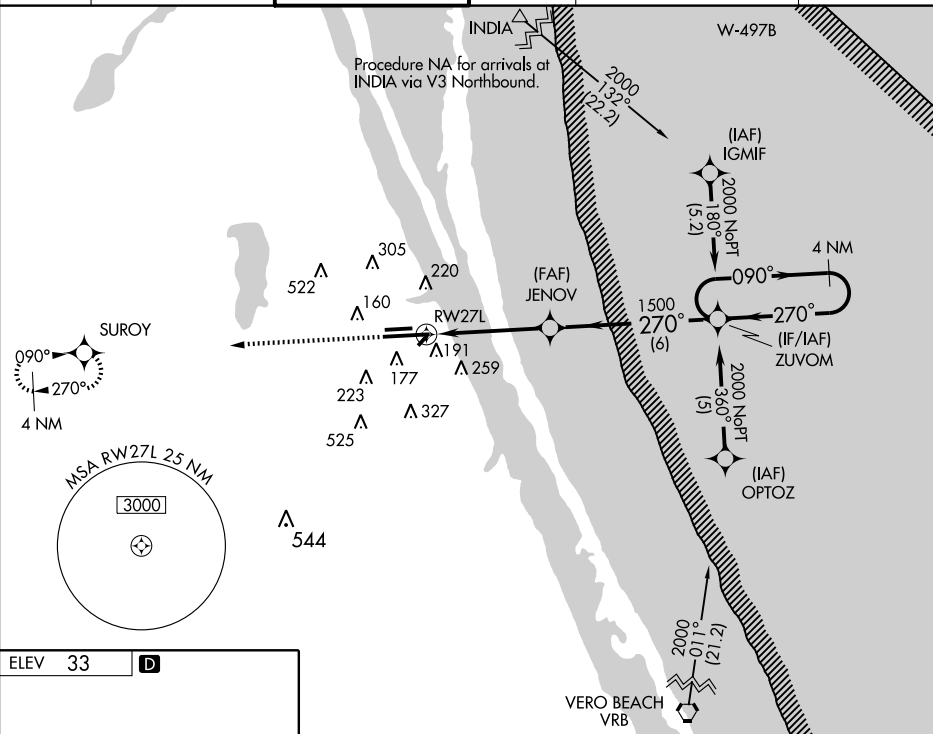 INDIA
W-497B
Procedure NA for arrivals at
INDIA via V3 Northbound.
2000
132°
(22.2)
(IAF)
IGMIF
2000 NoPT
180°
(5.2)
4 NM
090°
270°
(IF/IAF)
ZUVOM
(FAF)
JENOV
1500
270°
(6)
305
522
220
160
RW27L
191
177
259
223
327
525
SUROY
090°
270°
4 NM
2000 NoPT
360°
(5)
(IAF)
OPTOZ
MSA RW27L 25 NM
3000
544
2000
011°
(21.2)
VERO BEACH
VRB
ELEV 33 D